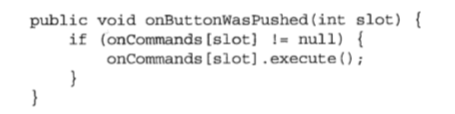 public void onButtonWasPushed(int slot) {
    if (onCommands[slot] != null) {
        onCommands[slot].execute();
    }
}